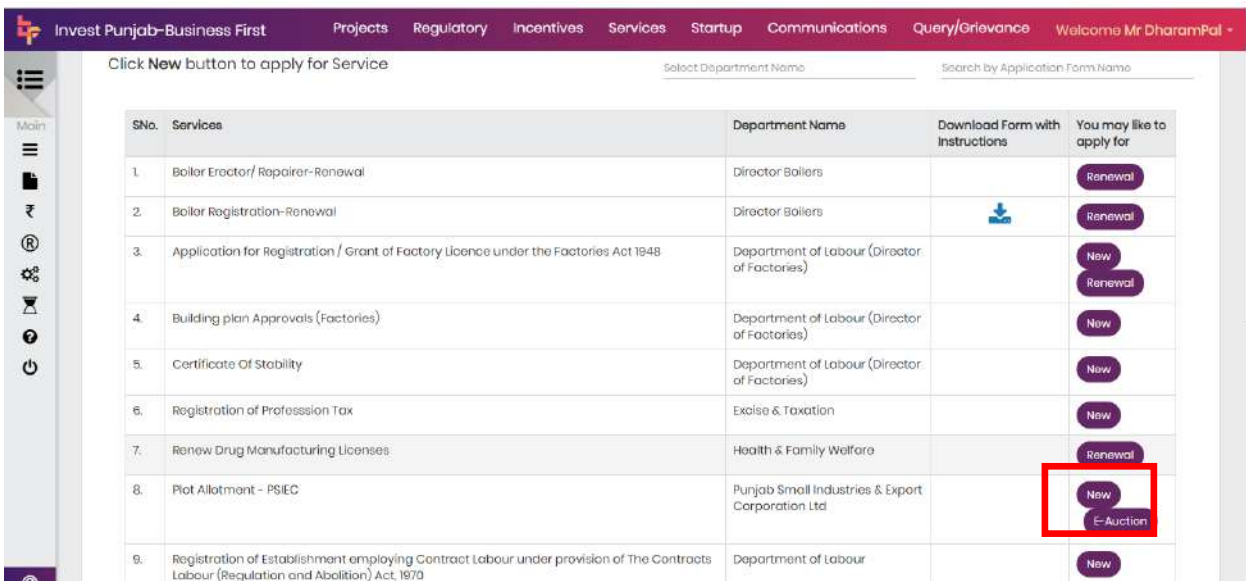 Invest Punjab-Business First Projects Regulatory Incentives Services Startup Communications Query/Grievance Welcome Mr DharamPal
Click New button to apply for Service Select Department Name Search by Application Form Name
Main
SNo. Services Department Name Download Form with Instructions You may like to apply for
1. Boiler Erector/ Repairer-Renewal Director Boilers Renewal
2. Boiler Registration-Renewal Director Boilers Renewal
3. Application for Registration / Grant of Factory Licence under the Factories Act 1948 Department of Labour (Director of Factories) New
Renewal
4. Building plan Approvals (Factories) Department of Labour (Director of Factories) New
5. Certificate Of Stability Department of Labour (Director of Factories) New
6. Registration of Professsion Tax Excise & Taxation New
7. Renew Drug Manufacturing Licenses Health & Family Welfare Renewal
8. Plot Allotment - PSIEC Punjab Small Industries & Export Corporation Ltd New
E-Auction
9. Registration of Establishment employing Contract Labour under provision of The Contracts Department of Labour New
Labour (Regulation and Abolition) Act, 1970